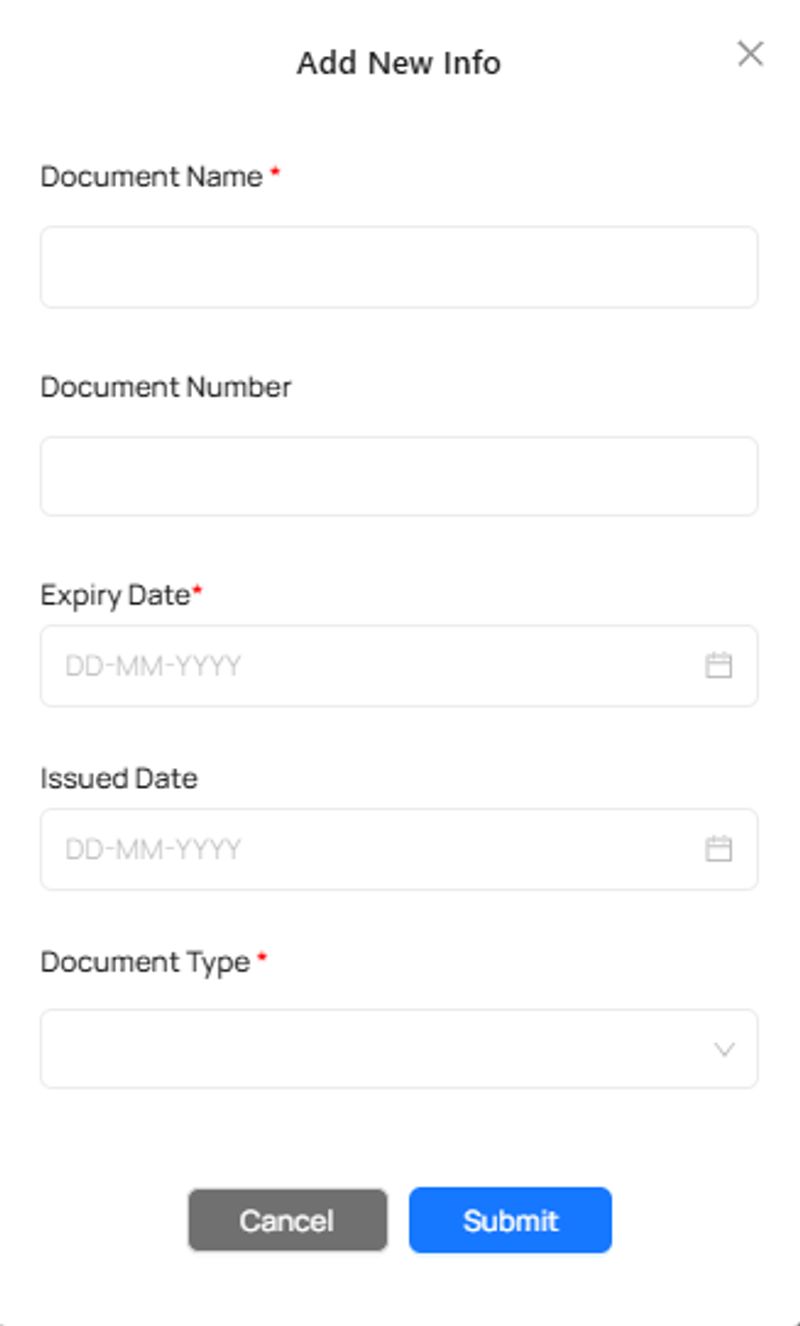 Add New Info
Document Name *
Document Number
Expiry Date*
DD-MM-YYYY
Issued Date
DD-MM-YYYY
Document Type *
Cancel Submit